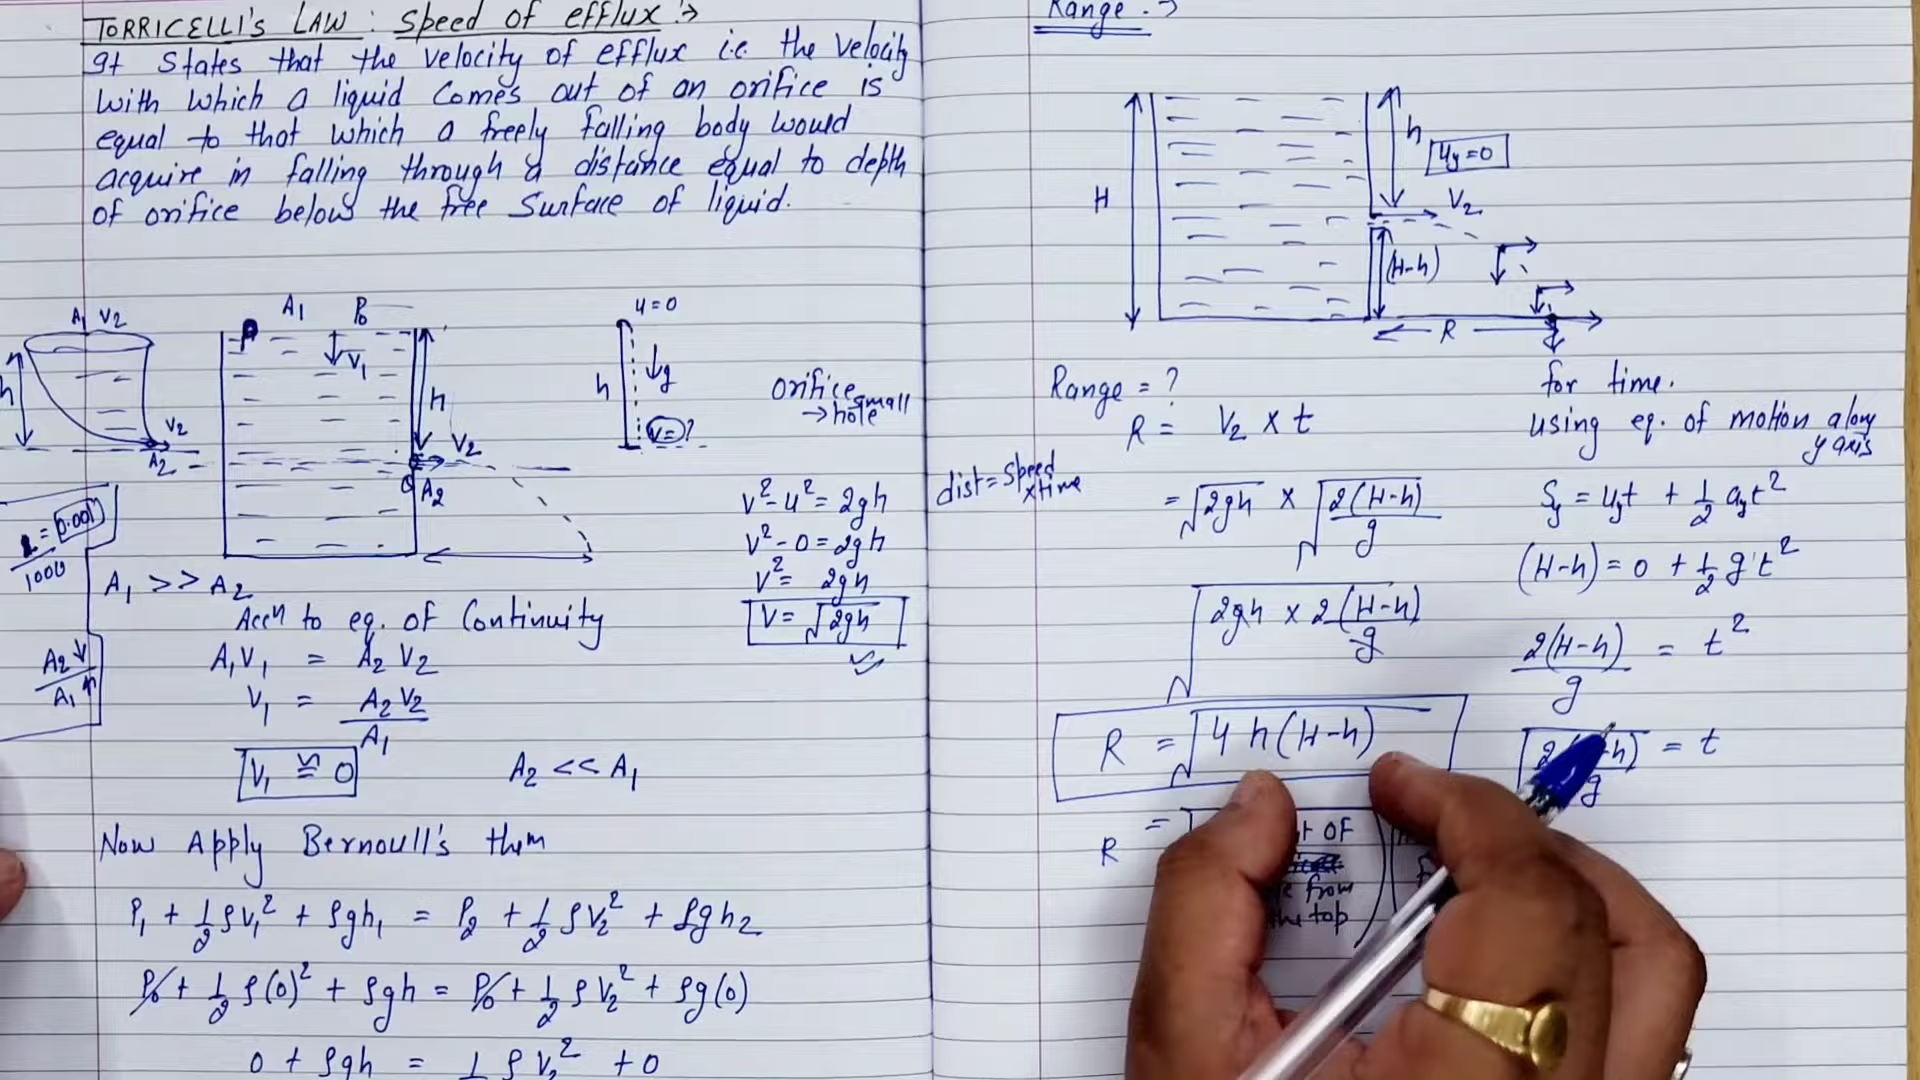 TORRICELLI'S LAW : Speed of efflux :→
It States that the velocity of efflux i.e. the velocity
with which a liquid comes out of an orifice is
equal to that which a freely falling body would
acquire in falling through a distance equal to depth
of orifice below the free surface of liquid.
A1 V2
h
V2
A2
A1 P0
V1
h
V2
A2
u=0
h
↓g
v=?
orifice small
→ hole
v² - u² = 2gh
v² - 0 = 2gh
v² = 2gh
V = √2gh
= 0.001
1000
A2 ↓
A1 ↑
A1 >> A2
Accn to eq. of Continuity
A1V1 = A2V2
V1 = A2V2
A1
V1 ≅ 0
A2 << A1
Now Apply Bernoull's thm
P1 + 1/2 ρv1² + ρgh1 = P2 + 1/2 ρv2² + ρgh2
P0 + 1/2 ρ(0)² + ρgh = P0 + 1/2 ρv2² + ρg(0)
0 + ρgh = 1 ρ v2² + 0
Range :→
H
h
uy=0
V2
(H-h)
R
Range = ?
R = V2 x t
dist = speed
x time
= √2gh x √2(H-h)/g
√2gh x 2(H-h)/g
R = √4h(H-h)
R =
of
from
the top
for time.
using eq. of motion along
y axis
Sy = uyt + 1/2 ayt²
(H-h) = 0 + 1/2 gt²
2(H-h)/g = t²
= t